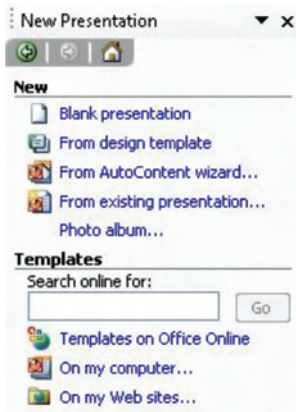 New Presentation
New
Blank presentation
From design template
From AutoContent wizard...
From existing presentation...
Photo album...
Templates
Search online for:
Go
Templates on Office Online
On my computer...
On my Web sites...